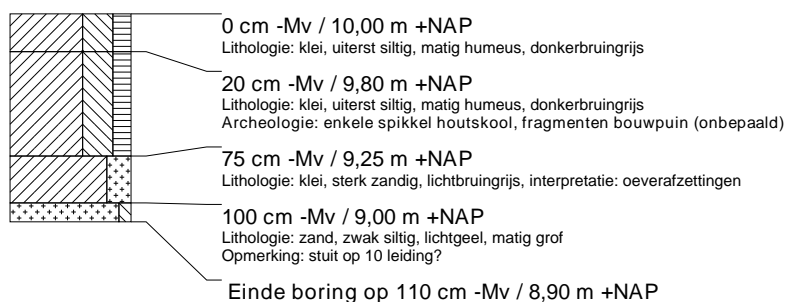 0 cm -Mv / 10,00 m +NAP
Lithologie: klei, uiterst siltig, matig humeus, donkerbruingrijs
20 cm -Mv / 9,80 m +NAP
Lithologie: klei, uiterst siltig, matig humeus, donkerbruingrijs
Archeologie: enkele spikkel houtskool, fragmenten bouwpuin (onbepaald)
75 cm -Mv / 9,25 m +NAP
Lithologie: klei, sterk zandig, lichtbruingrijs, interpretatie: oeverafzettingen
100 cm -Mv / 9,00 m +NAP
Lithologie: zand, zwak siltig, lichtgeel, matig grof
Opmerking: stuit op 10 leiding?
Einde boring op 110 cm -Mv / 8,90 m +NAP